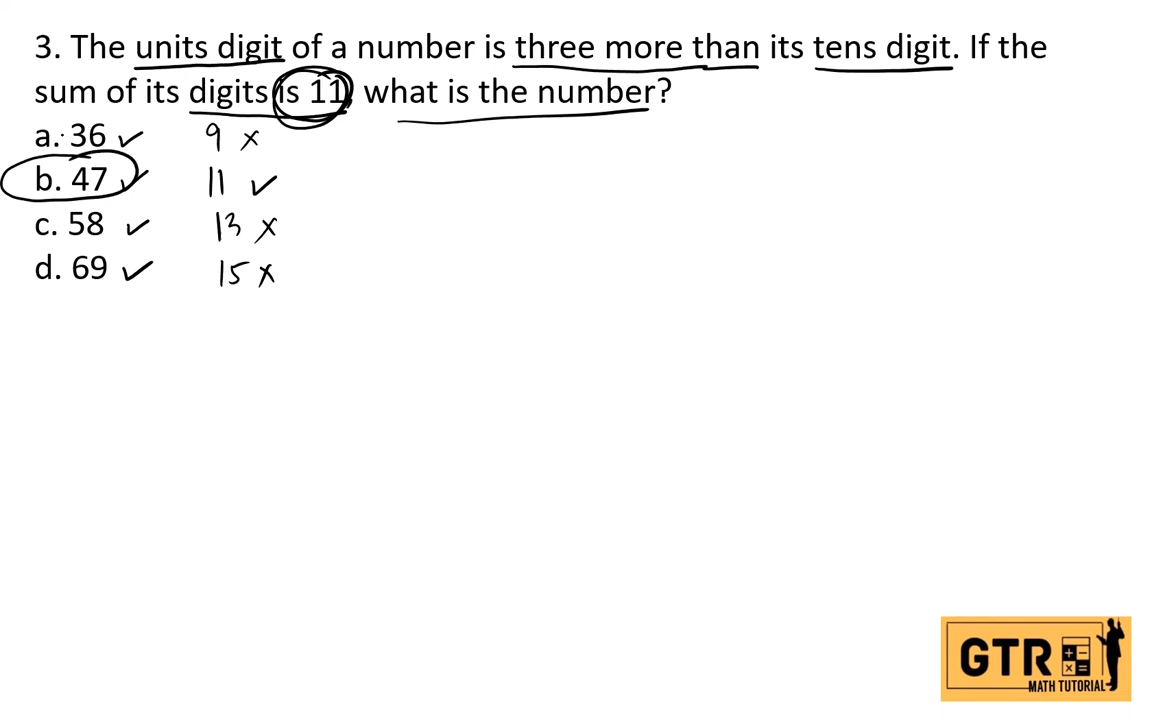 3. The units digit of a number is three more than its tens digit. If the
sum of its digits is 11, what is the number?
a. 36 ✓ 9 x
b. 47 ✓ 11 ✓
c. 58 ✓ 13 x
d. 69 ✓ 15 x
GTR
MATH TUTORIAL